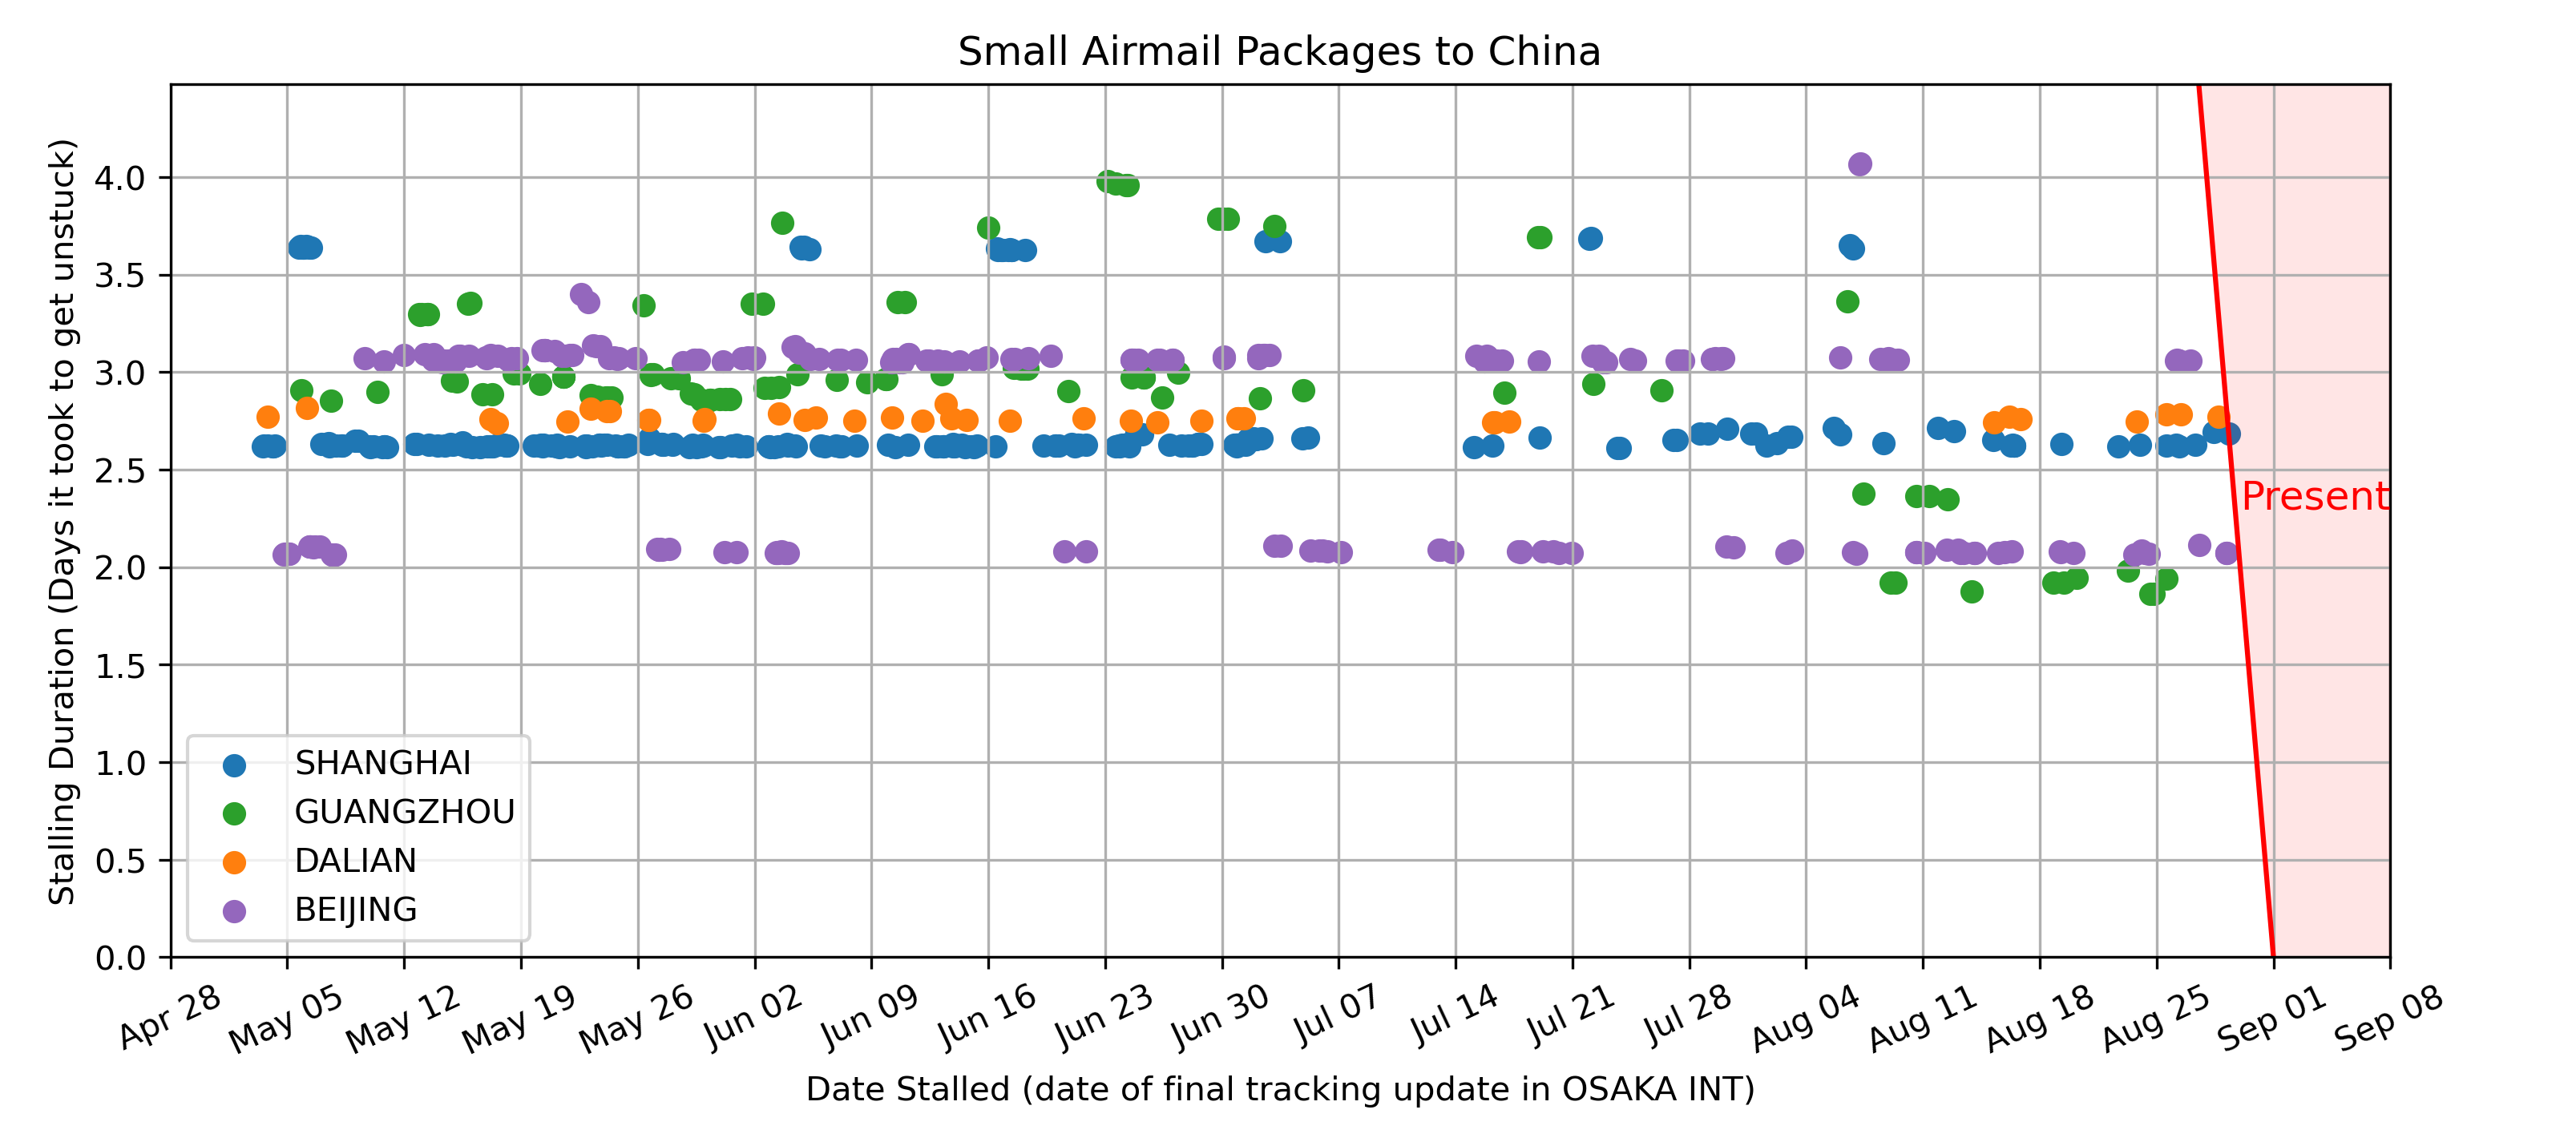 Small Airmail Packages to China
Stalling Duration (Days it took to get unstuck)
4.0
3.5
3.0
2.5
2.0
1.5
1.0
0.5
0.0
Present
SHANGHAI
GUANGZHOU
DALIAN
BEIJING
Apr 28
May 05
May 12
May 19
May 26
Jun 02
Jun 09
Jun 16
Jun 23
Jun 30
Jul 07
Jul 14
Jul 21
Jul 28
Aug 04
Aug 11
Aug 18
Aug 25
Sep 01
Sep 08
Date Stalled (date of final tracking update in OSAKA INT)